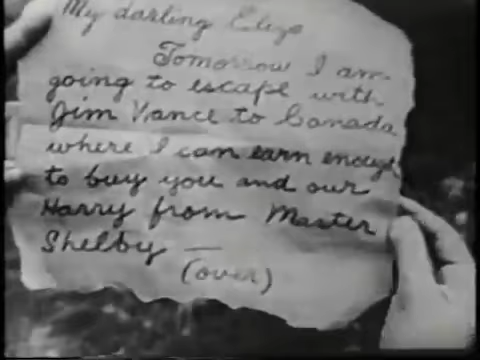 My darling Eliza
Tomorrow I am
going to escape with
Jim Vance to Canada
where I can earn enough
to buy you and our
Harry from Master
Shelby —
(over)